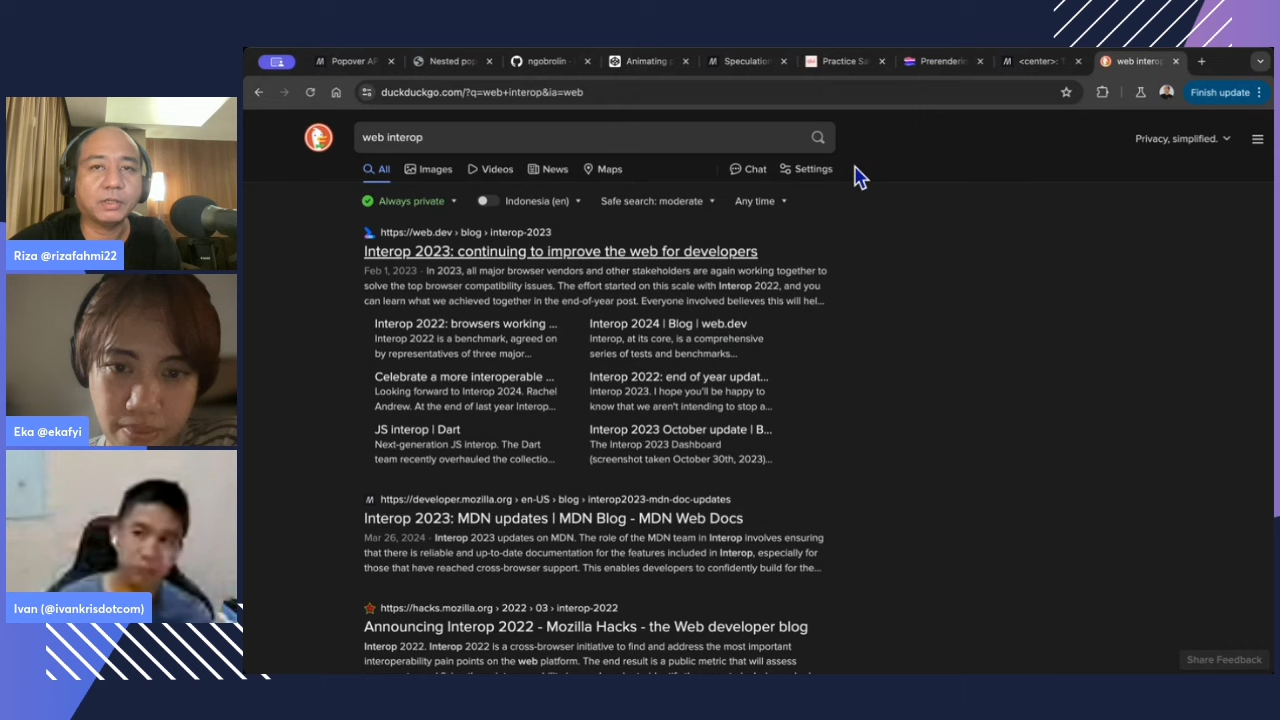 Popover AP
Nested pop
ngobrolin -
Animating
Speculation
Practice Sa
Prerenderin
<center>: T
web interop
duckduckgo.com/?q=web+interop&ia=web
Finish update
web interop
Privacy, simplified.
All
Images
Videos
News
Maps
Chat
Settings
Always private
Indonesia (en)
Safe search: moderate
Any time
https://web.dev › blog › interop-2023
Interop 2023: continuing to improve the web for developers
Feb 1, 2023 · In 2023, all major browser vendors and other stakeholders are again working together to
solve the top browser compatibility issues. The effort started on this scale with Interop 2022, and you
can learn what we achieved together in the end-of-year post. Everyone involved believes this will hel...
Interop 2022: browsers working ...
Interop 2022 is a benchmark, agreed on
by representatives of three major...
Interop 2024 | Blog | web.dev
Interop, at its core, is a comprehensive
series of tests and benchmarks...
Celebrate a more interoperable ...
Looking forward to Interop 2024. Rachel
Andrew. At the end of last year Interop...
Interop 2022: end of year updat...
Interop 2023. I hope you'll be happy to
know that we aren't intending to stop a...
JS interop | Dart
Next-generation JS interop. The Dart
team recently overhauled the collectio...
Interop 2023 October update | B...
The Interop 2023 Dashboard
(screenshot taken October 30th, 2023)...
https://developer.mozilla.org › en-US › blog › interop2023-mdn-doc-updates
Interop 2023: MDN updates | MDN Blog - MDN Web Docs
Mar 26, 2024 · Interop 2023 updates on MDN. The role of the MDN team in Interop involves ensuring
that there is reliable and up-to-date documentation for the features included in Interop, especially for
those that have reached cross-browser support. This enables developers to confidently build for the...
https://hacks.mozilla.org › 2022 › 03 › interop-2022
Announcing Interop 2022 - Mozilla Hacks - the Web developer blog
Interop 2022. Interop 2022 is a cross-browser initiative to find and address the most important
interoperability pain points on the web platform. The end result is a public metric that will assess
Share Feedback
Riza @rizafahmi22
Eka @ekafyi
Ivan (@ivankrisdotcom)